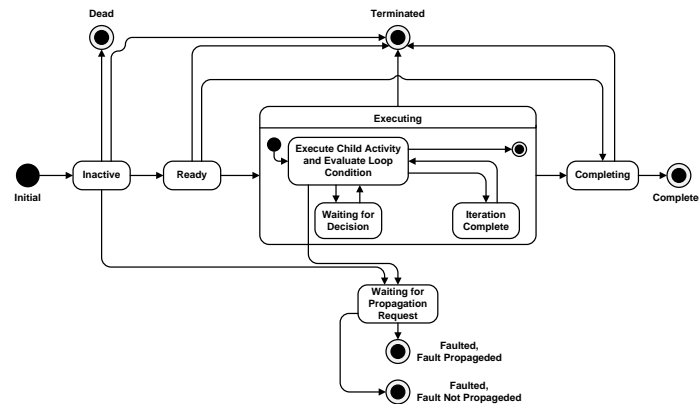 Dead
Terminated
Executing
Execute Child Activity
and Evaluate Loop
Condition
Initial
Inactive
Ready
Completing
Complete
Waiting for
Decision
Iteration
Complete
Waiting for
Propagation
Request
Faulted,
Fault Propageded
Faulted,
Fault Not Propageded